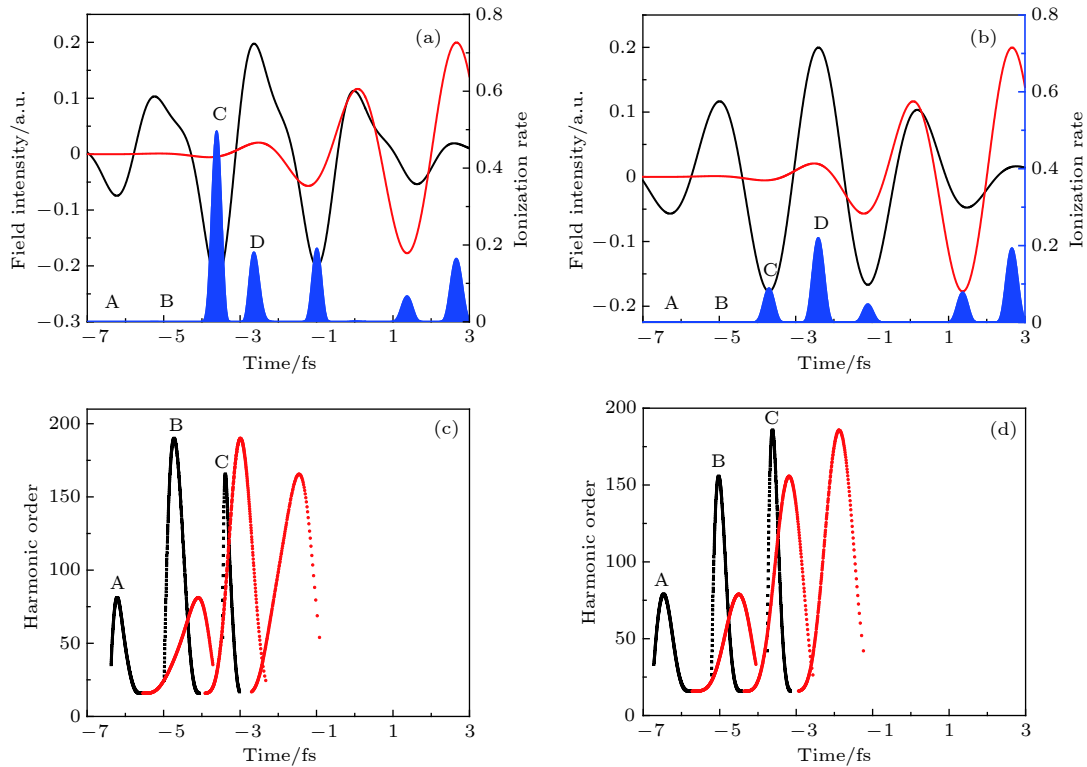 0.8
0.8
(a)
(b)
0.2
0.2
0.6
0.6
0.1
0.1
C
0
0.4
0
0.4
−0.1
−0.1
D
D
0.2
0.2
−0.2
C
A
B
A
B
−0.2
−0.3
0
0
Field intensity/a.u.
Ionization rate
Field intensity/a.u.
Ionization rate
−7
−5
−3
−1
1
3
−7
−5
−3
−1
1
3
Time/fs
Time/fs
200
200
B
(c)
C
(d)
150
C
150
B
100
100
A
A
50
50
0
0
Harmonic order
Harmonic order
−7
−5
−3
−1
1
3
−7
−5
−3
−1
1
3
Time/fs
Time/fs